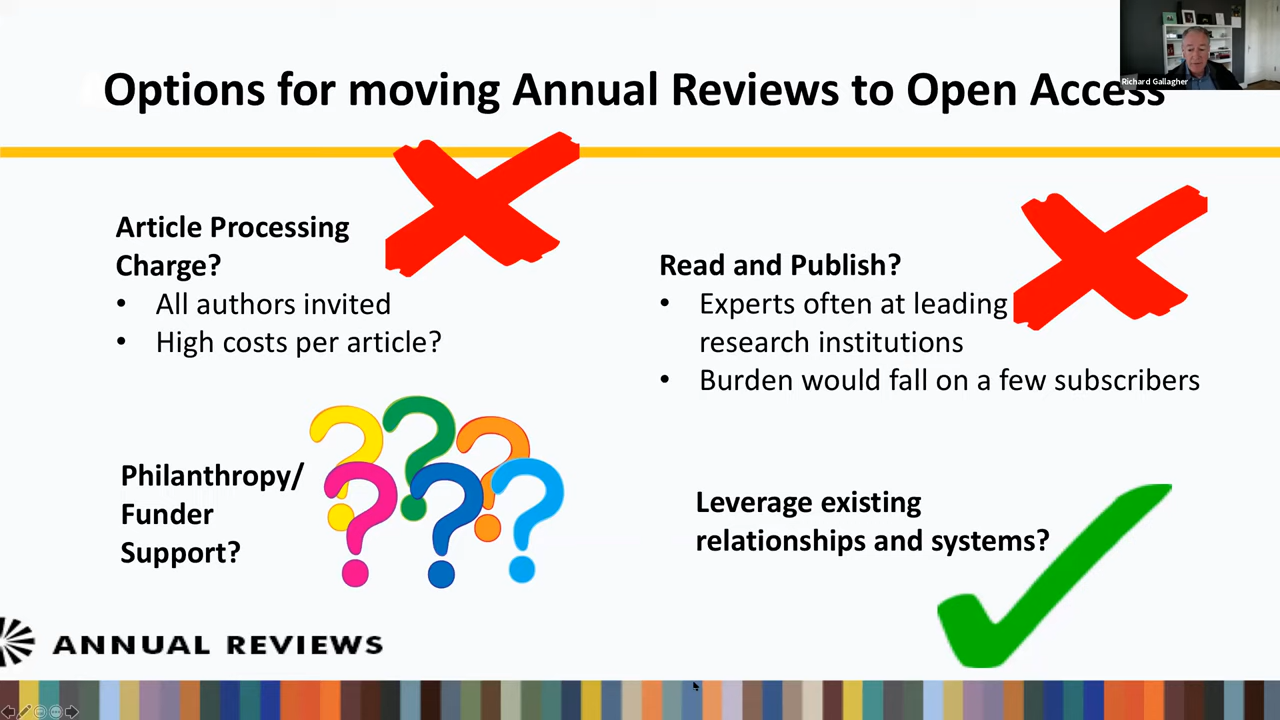 Options for moving Annual Reviews to Open Access
Richard Gallagher
Article Processing
Charge?
• All authors invited
• High costs per article?
Read and Publish?
• Experts often at leading
research institutions
• Burden would fall on a few subscribers
Philanthropy/
Funder
Support?
? ? ? ? ? ?
Leverage existing
relationships and systems?
ANNUAL REVIEWS